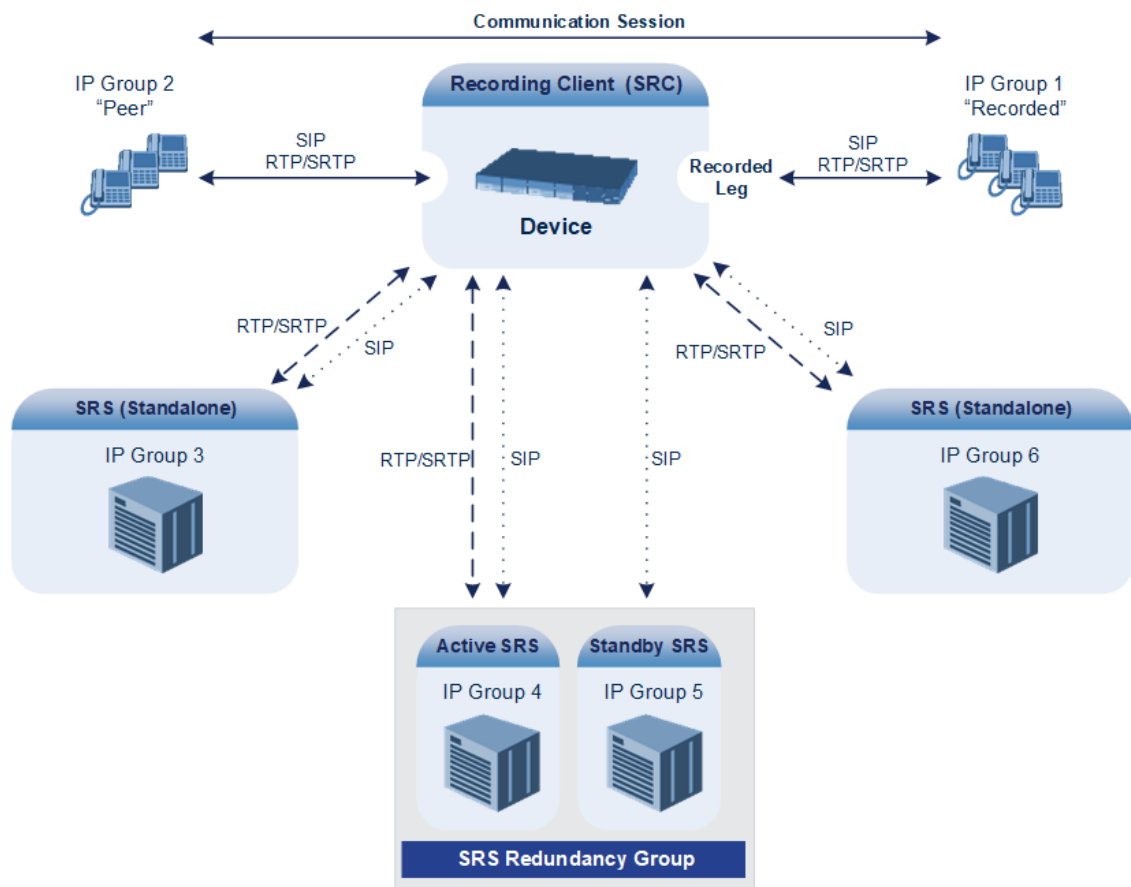 Communication Session
IP Group 2
“Peer”
Recording Client (SRC)
IP Group 1
“Recorded”
SIP
RTP/SRTP
Recorded
Leg
SIP
RTP/SRTP
Device
RTP/SRTP
SIP
SIP
RTP/SRTP
SRS (Standalone)
IP Group 3
RTP/SRTP
SIP
SIP
SRS (Standalone)
IP Group 6
Active SRS
IP Group 4
Standby SRS
IP Group 5
SRS Redundancy Group